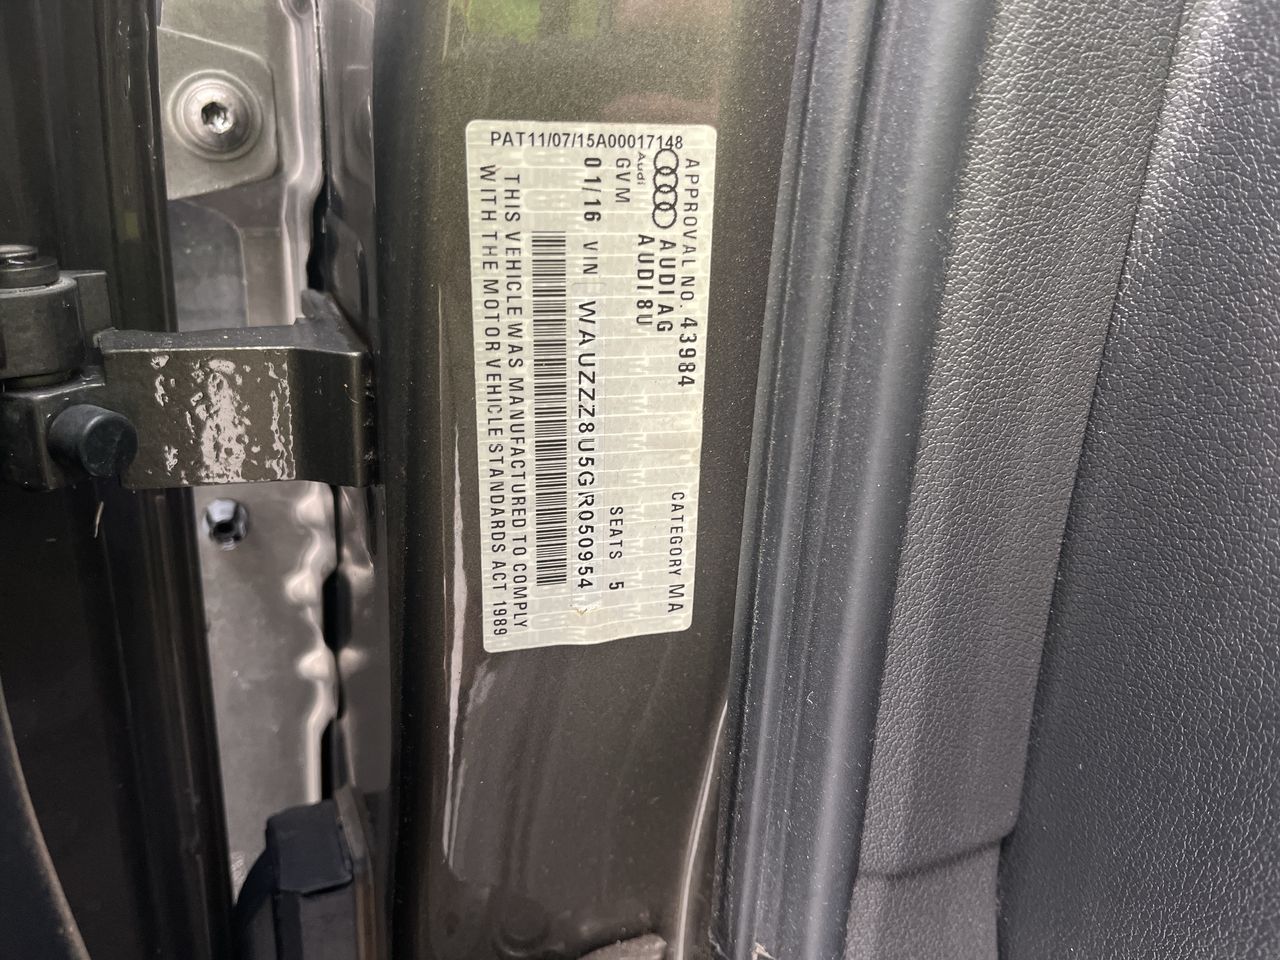 PAT11/07/15A00017148
APPROVAL NO. 43984 CATEGORY MA
Audi AUDI AG
AUDI 8U
GVM SEATS 5
01/16 VIN WAUZZZ8U5GR050954
THIS VEHICLE WAS MANUFACTURED TO COMPLY
WITH THE MOTOR VEHICLE STANDARDS ACT 1989